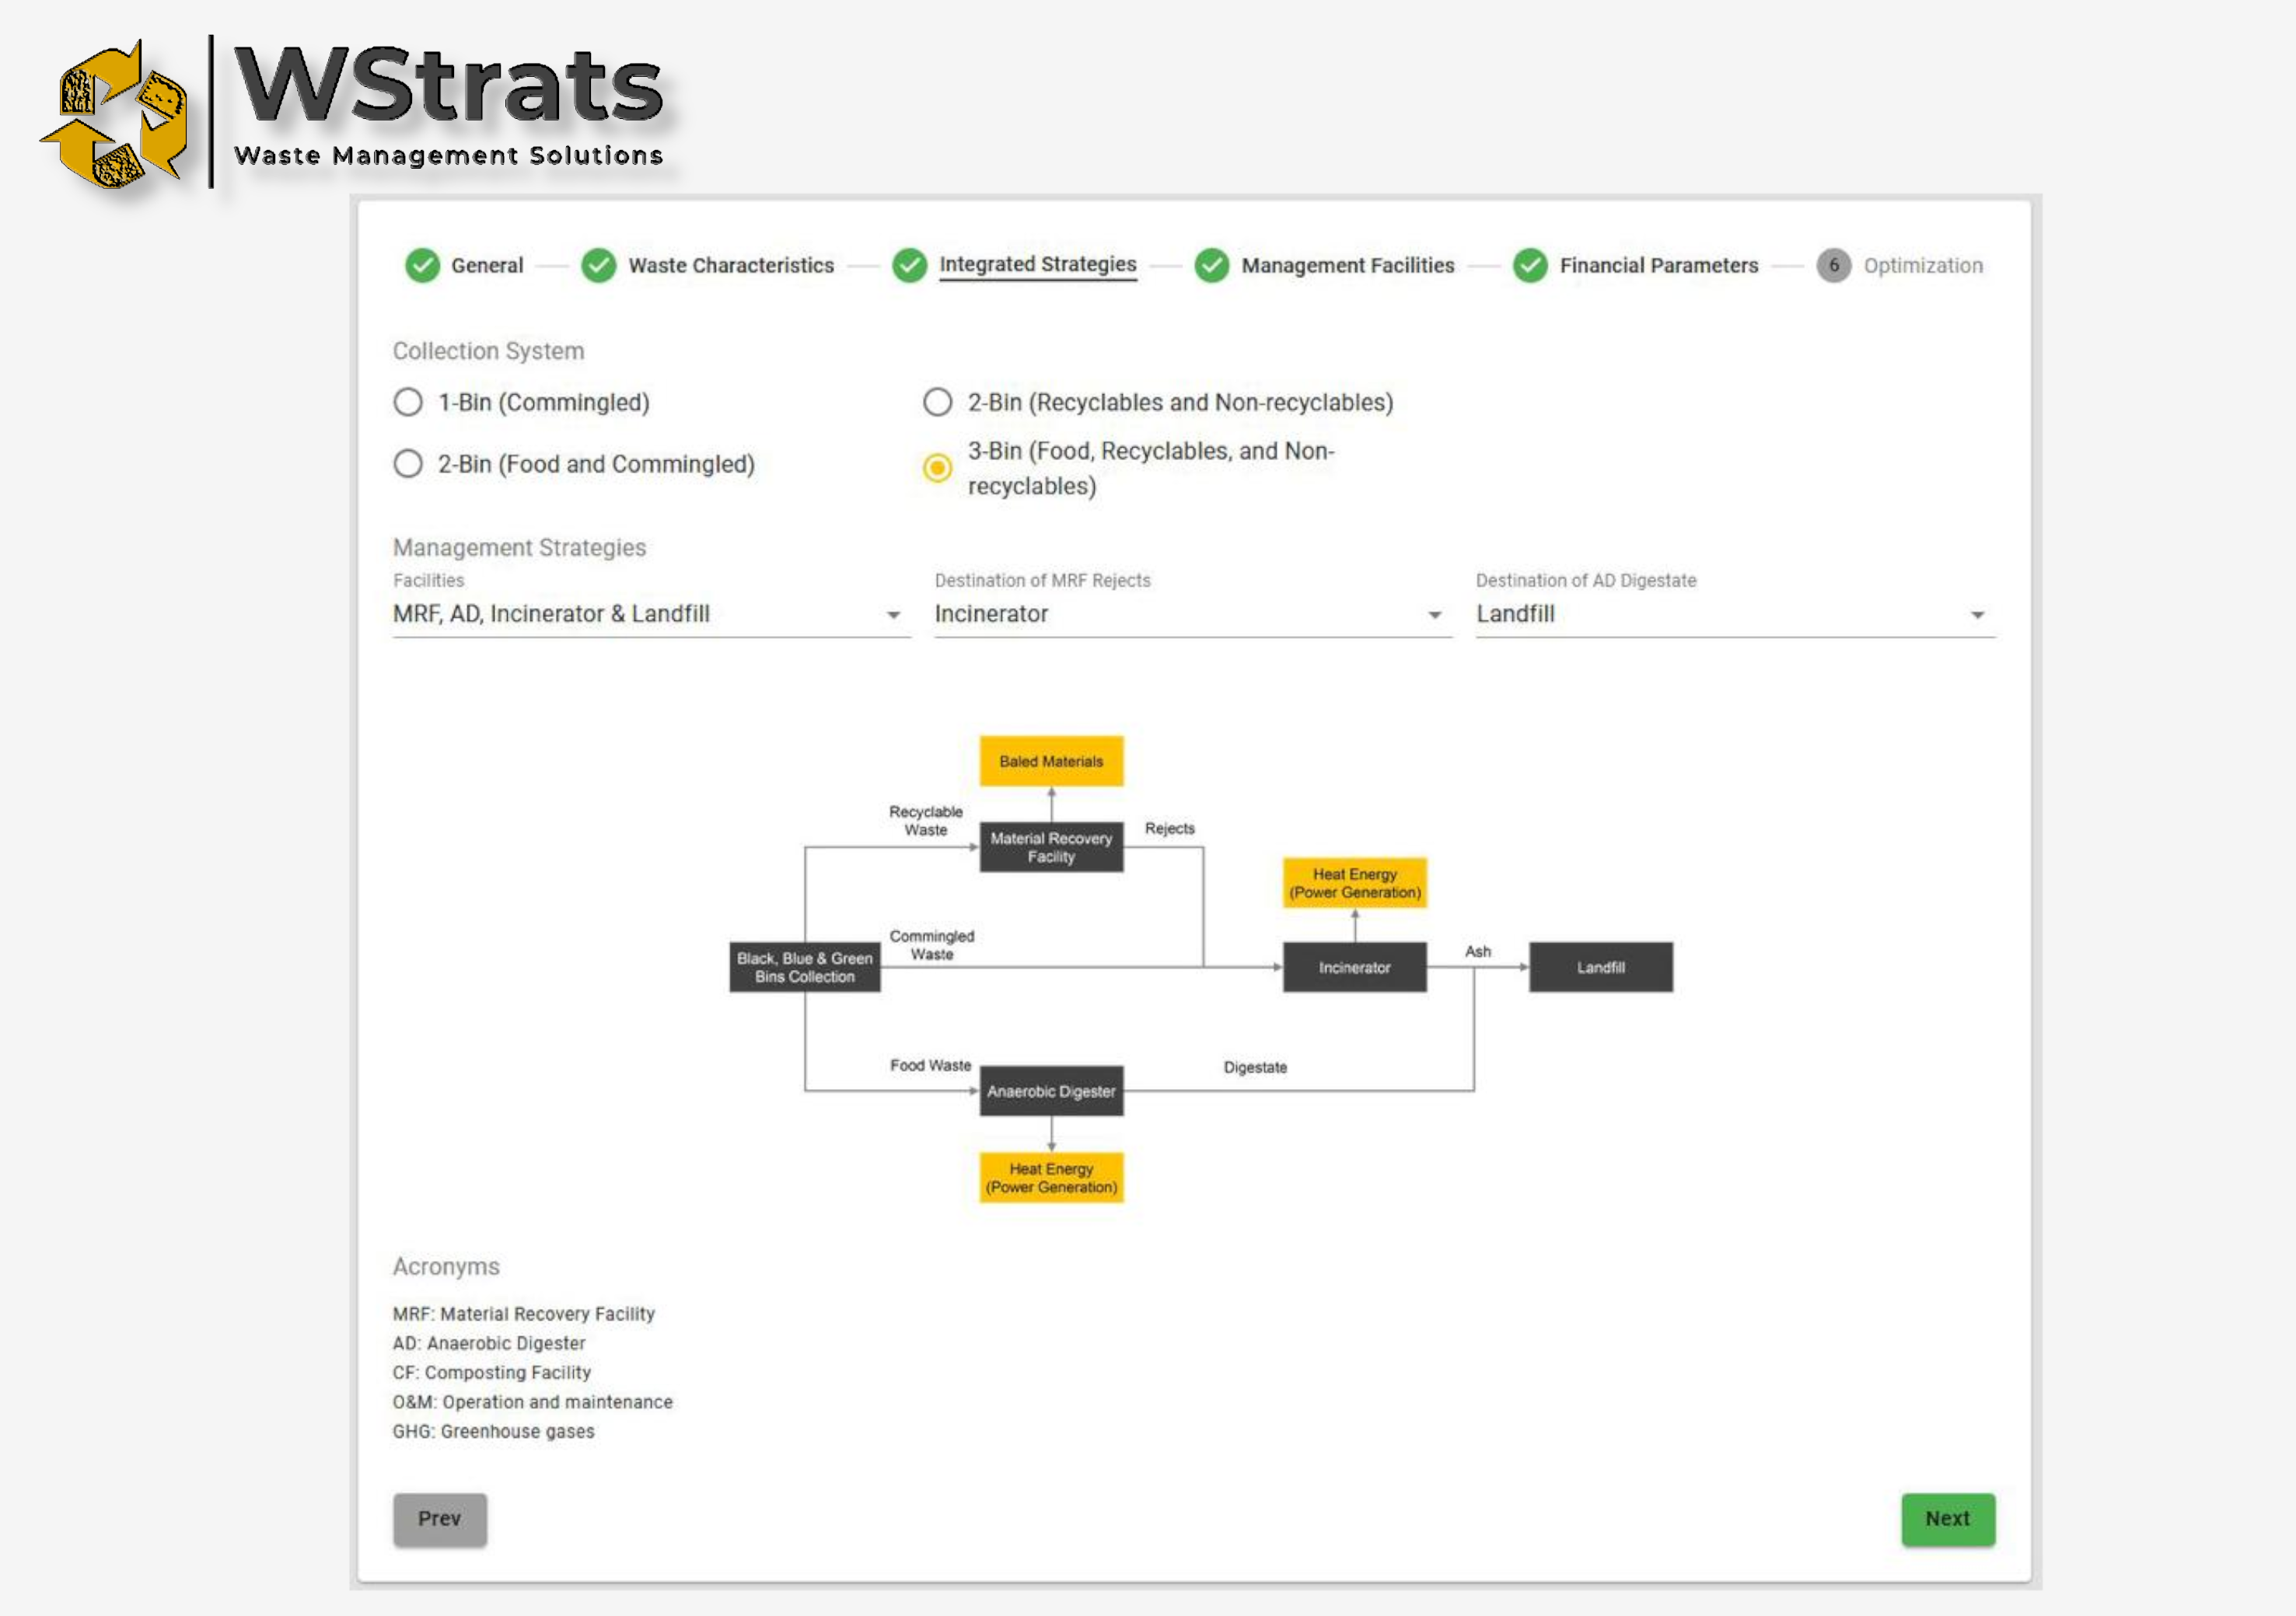 WStrats
Waste Management Solutions
General
Waste Characteristics
Integrated Strategies
Management Facilities
Financial Parameters
6
Optimization
Collection System
1-Bin (Commingled)
2-Bin (Recyclables and Non-recyclables)
2-Bin (Food and Commingled)
3-Bin (Food, Recyclables, and Non-
recyclables)
Management Strategies
Facilities
Destination of MRF Rejects
Destination of AD Digestate
MRF, AD, Incinerator & Landfill
Incinerator
Landfill
Baled Materials
Recyclable
Waste
Material Recovery
Facility
Rejects
Heat Energy
(Power Generation)
Commingled
Waste
Black, Blue & Green
Bins Collection
Incinerator
Ash
Landfill
Food Waste
Anaerobic Digester
Digestate
Heat Energy
(Power Generation)
Acronyms
MRF: Material Recovery Facility
AD: Anaerobic Digester
CF: Composting Facility
O&M: Operation and maintenance
GHG: Greenhouse gases
Prev
Next